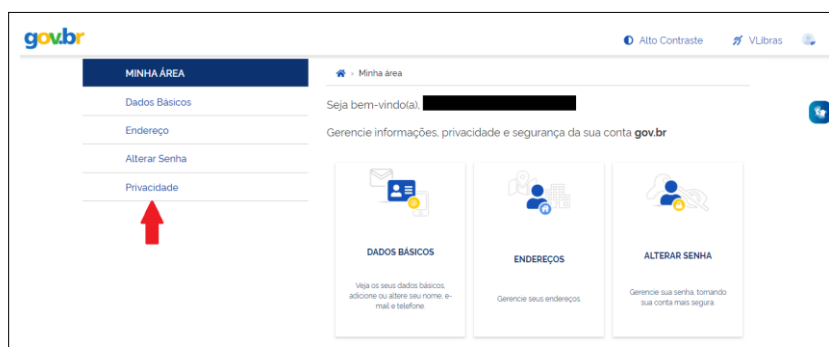 gov.br
Alto Contraste
VLibras
MINHA ÁREA
Dados Básicos
Endereço
Alterar Senha
Privacidade
> Minha área
Seja bem-vindo(a),
Gerencie informações, privacidade e segurança da sua conta gov.br
DADOS BÁSICOS
Veja os seus dados básicos,
adicione ou altere seu nome, e-
mail e telefone.
ENDEREÇOS
Gerencie seus endereços.
ALTERAR SENHA
Gerencie sua senha, tornando
sua conta mais segura